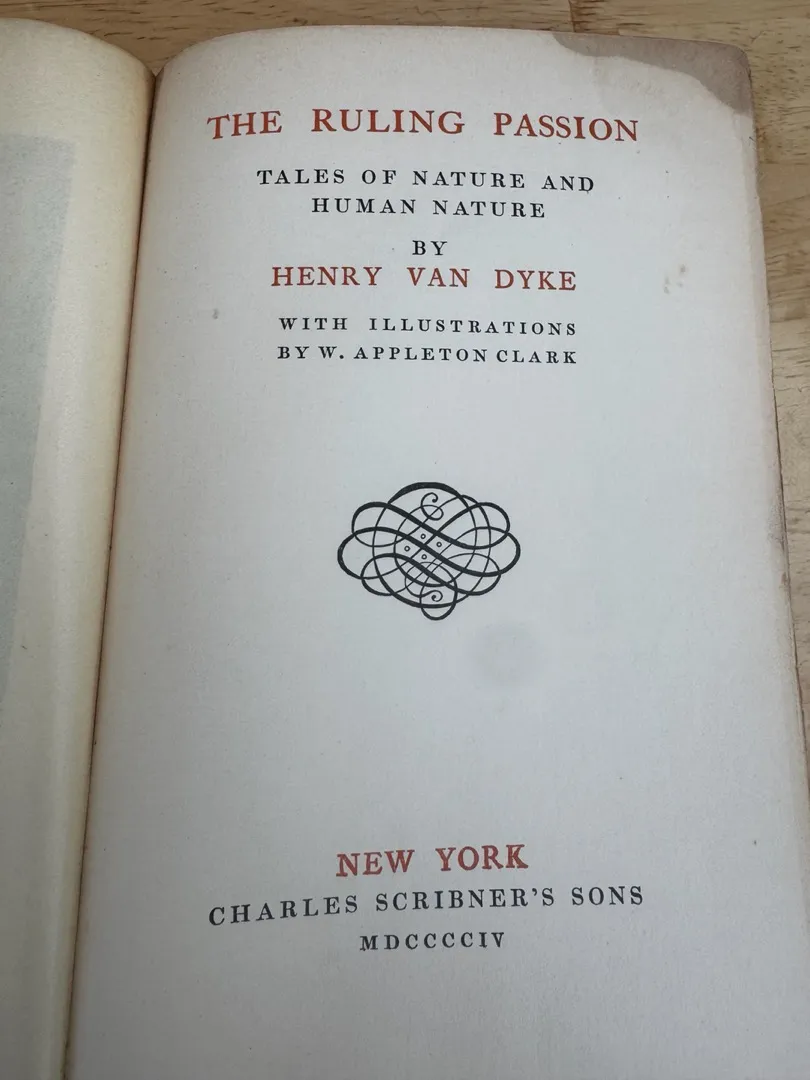 THE RULING PASSION
TALES OF NATURE AND
HUMAN NATURE
BY
HENRY VAN DYKE
WITH ILLUSTRATIONS
BY W. APPLETON CLARK
NEW YORK
CHARLES SCRIBNER'S SONS
MDCCCCIV